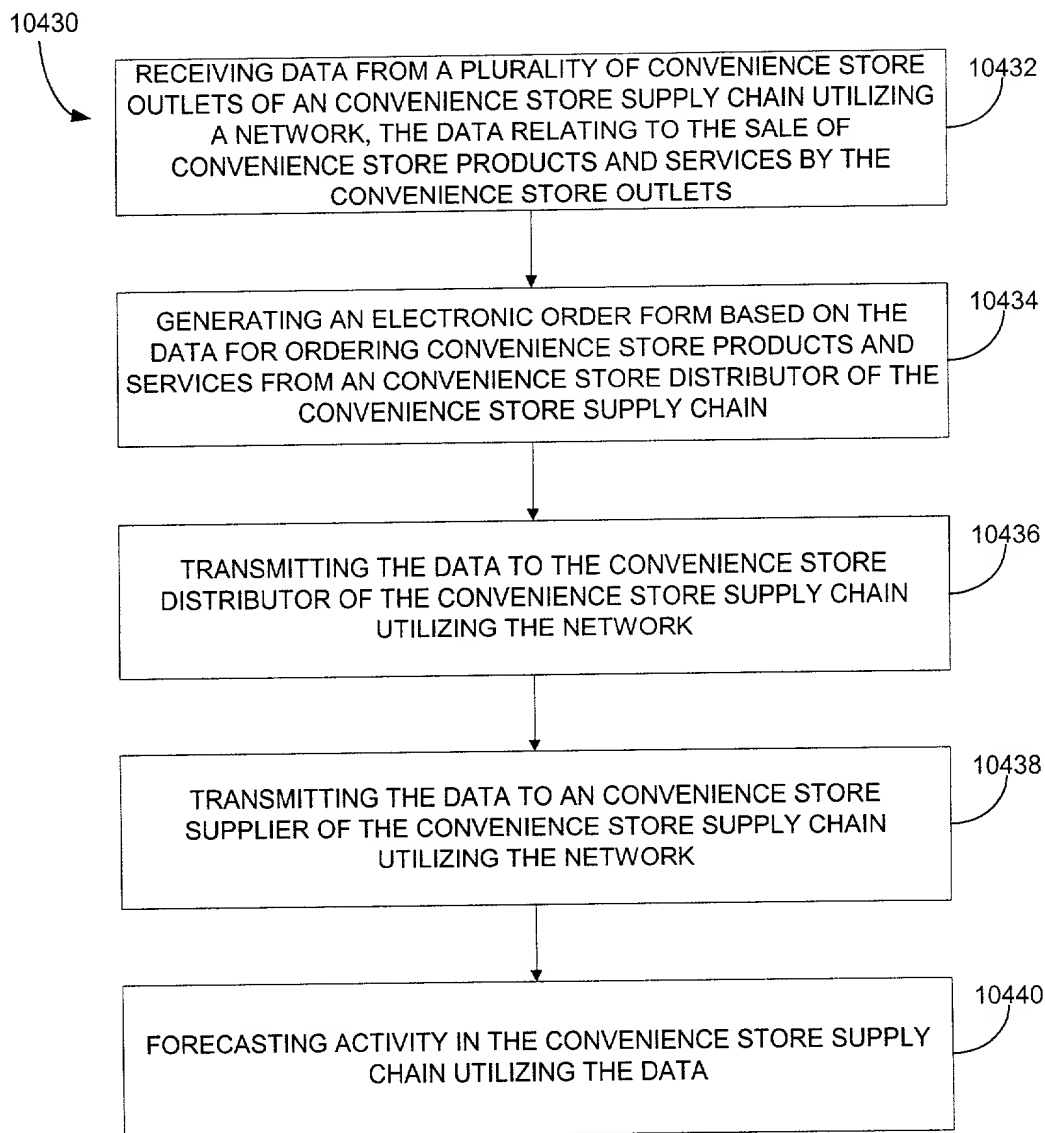 10430
RECEIVING DATA FROM A PLURALITY OF CONVENIENCE STORE
OUTLETS OF AN CONVENIENCE STORE SUPPLY CHAIN UTILIZING
A NETWORK, THE DATA RELATING TO THE SALE OF
CONVENIENCE STORE PRODUCTS AND SERVICES BY THE
CONVENIENCE STORE OUTLETS
10432
GENERATING AN ELECTRONIC ORDER FORM BASED ON THE
DATA FOR ORDERING CONVENIENCE STORE PRODUCTS AND
SERVICES FROM AN CONVENIENCE STORE DISTRIBUTOR OF THE
CONVENIENCE STORE SUPPLY CHAIN
10434
TRANSMITTING THE DATA TO THE CONVENIENCE STORE
DISTRIBUTOR OF THE CONVENIENCE STORE SUPPLY CHAIN
UTILIZING THE NETWORK
10436
TRANSMITTING THE DATA TO AN CONVENIENCE STORE
SUPPLIER OF THE CONVENIENCE STORE SUPPLY CHAIN
UTILIZING THE NETWORK
10438
FORECASTING ACTIVITY IN THE CONVENIENCE STORE SUPPLY
CHAIN UTILIZING THE DATA
10440